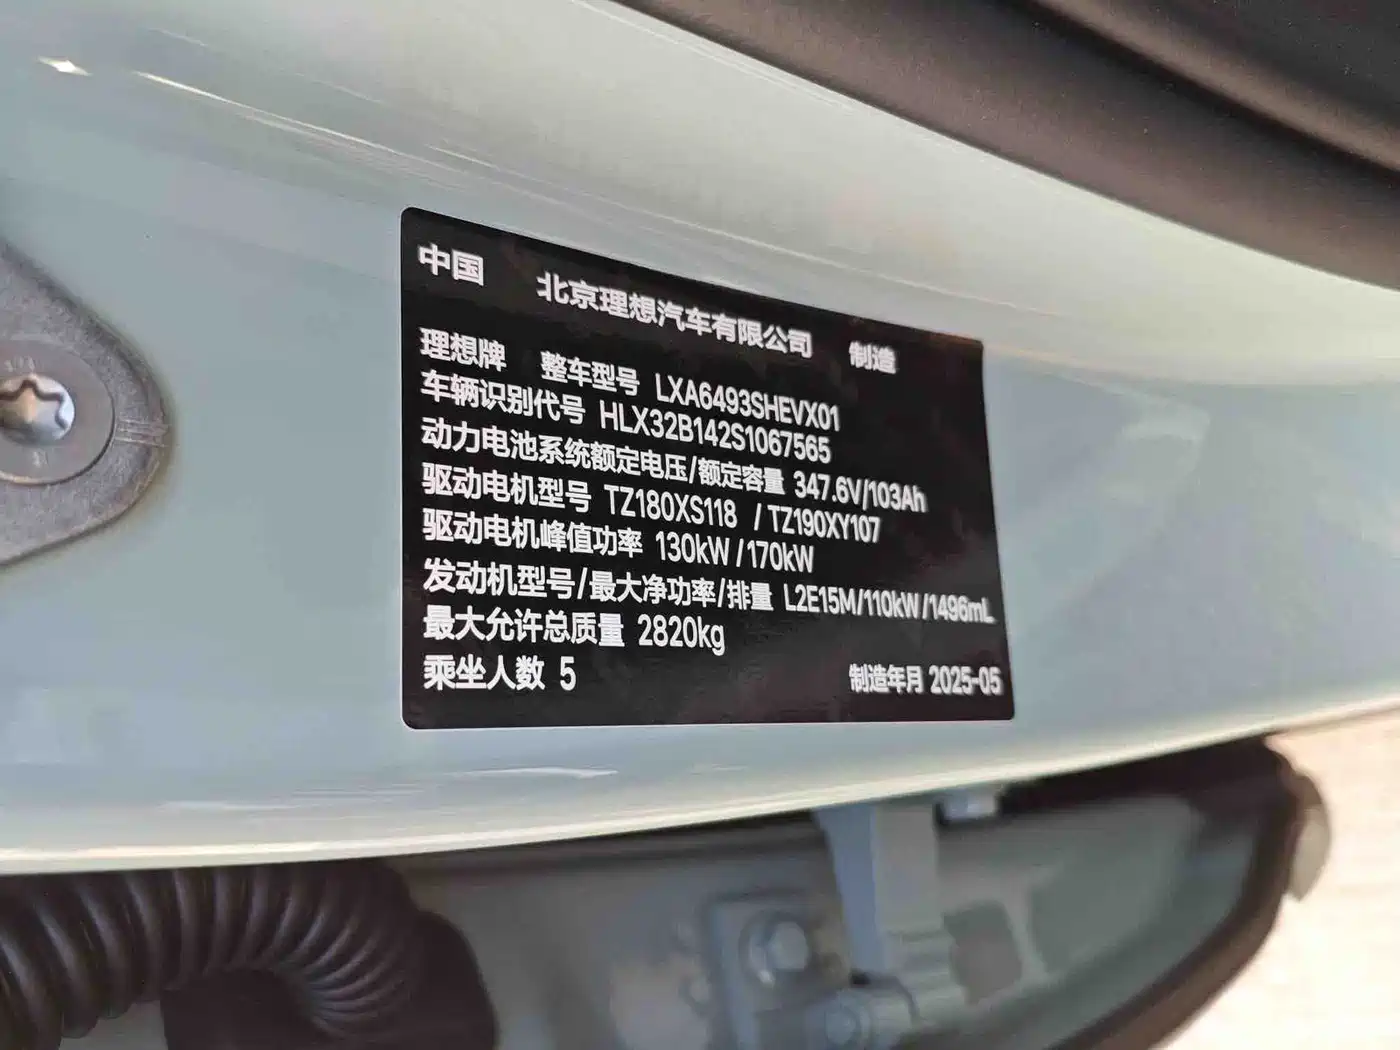 中国 北京理想汽车有限公司 制造
理想牌 整车型号 LXA6493SHEVX01
车辆识别代号 HLX32B142S1067565
动力电池系统额定电压/额定容量 347.6V/103Ah
驱动电机型号 TZ180XS118 / TZ190XY107
驱动电机峰值功率 130kW / 170kW
发动机型号/最大净功率/排量 L2E15M/110kW/1496mL
最大允许总质量 2820kg
乘坐人数 5 制造年月 2025-05